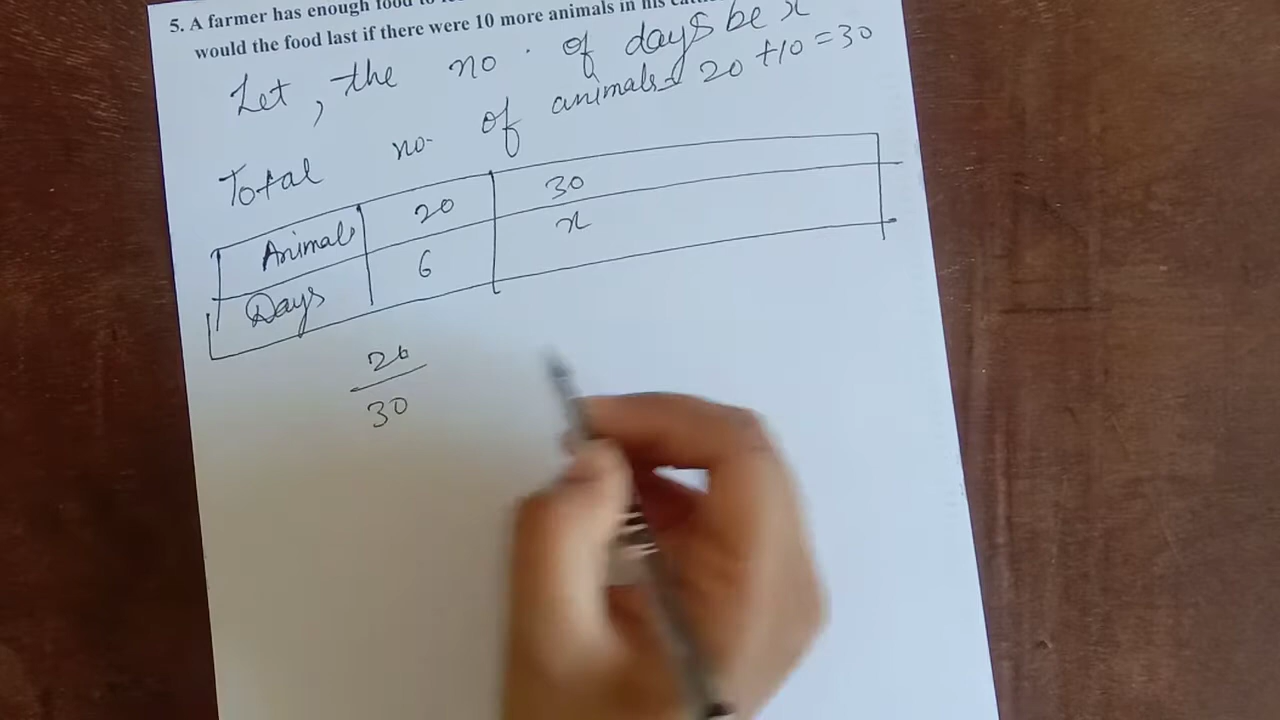 5. A farmer has enough food to
would the food last if there were 10 more animals in his
Let, the no. of days be x
Total no. of animals = 20 + 10 = 30
Animals 20 30
Days 6 x
20
30